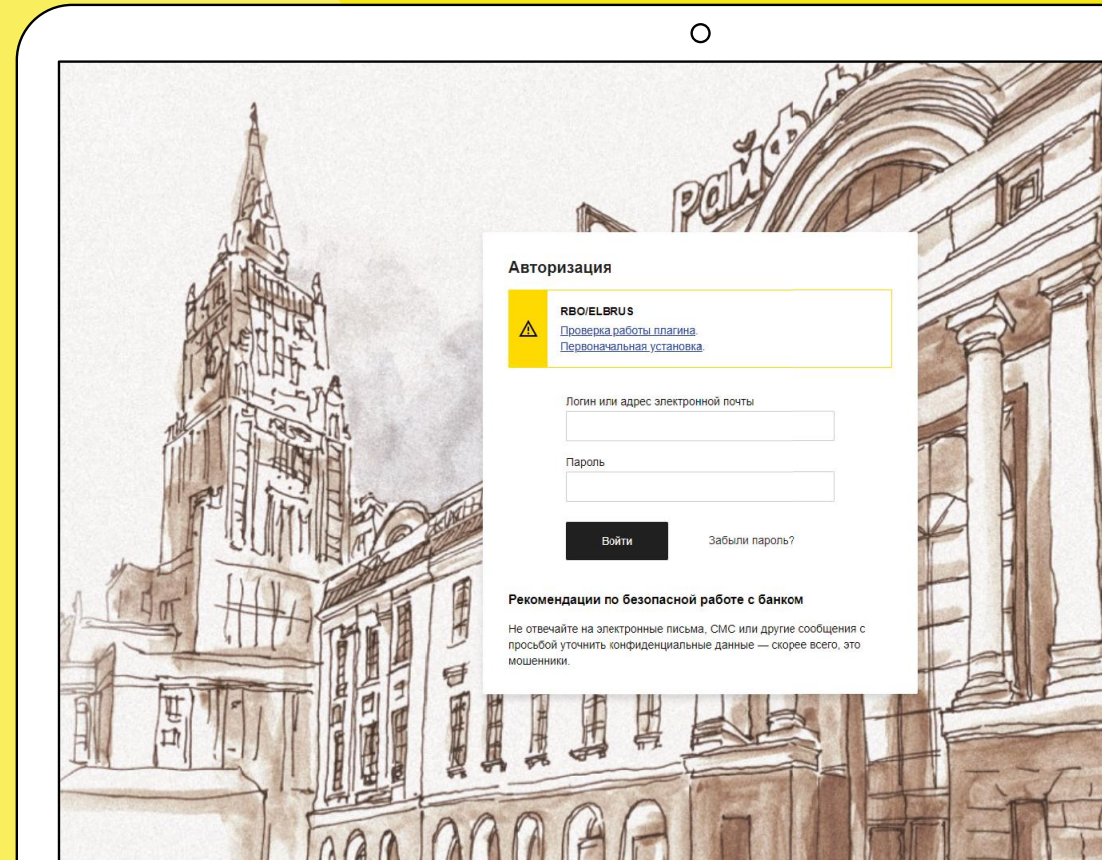 Райфф
Авторизация
RBO/ELBRUS
Проверка работы плагина.
Первоначальная установка.
Логин или адрес электронной почты
Пароль
Войти
Забыли пароль?
Рекомендации по безопасной работе с банком
Не отвечайте на электронные письма, СМС или другие сообщения с
просьбой уточнить конфиденциальные данные — скорее всего, это
мошенники.